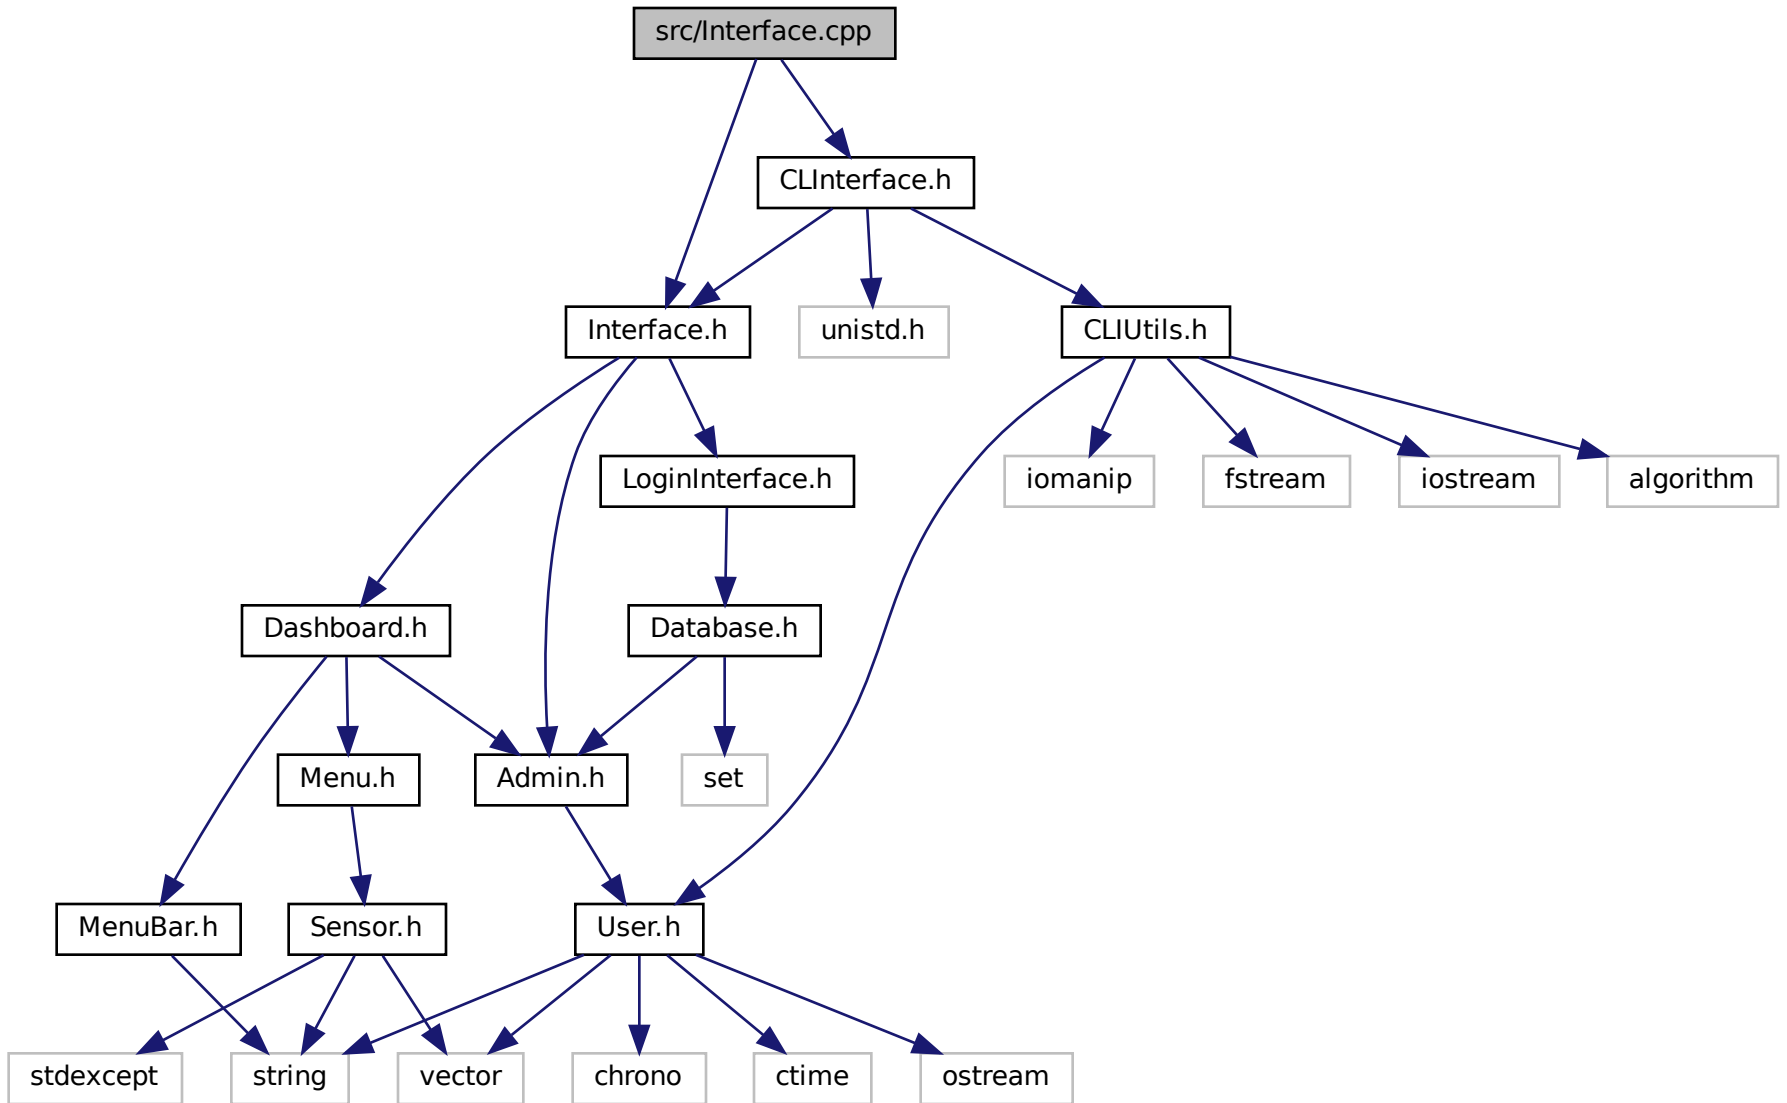 src/Interface.cpp
CLInterface.h
Interface.h
unistd.h
CLIUtils.h
LoginInterface.h
iomanip
fstream
iostream
algorithm
Dashboard.h
Database.h
Menu.h
Admin.h
set
MenuBar.h
Sensor.h
User.h
stdexcept
string
vector
chrono
ctime
ostream